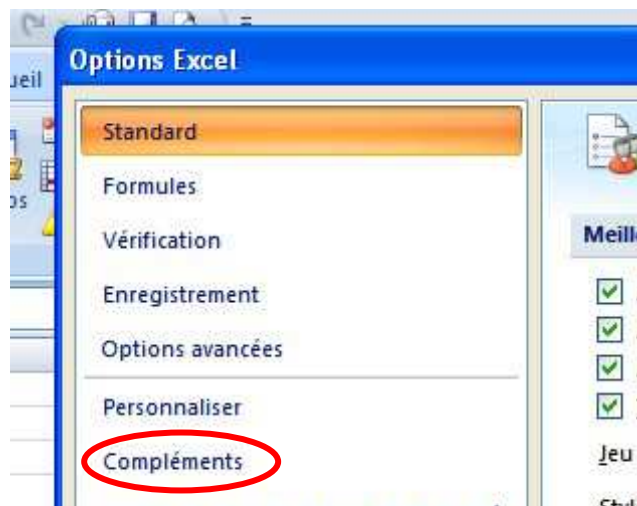 Options Excel
Standard
Formules
Vérification
Enregistrement
Options avancées
Personnaliser
Compléments
Jeu